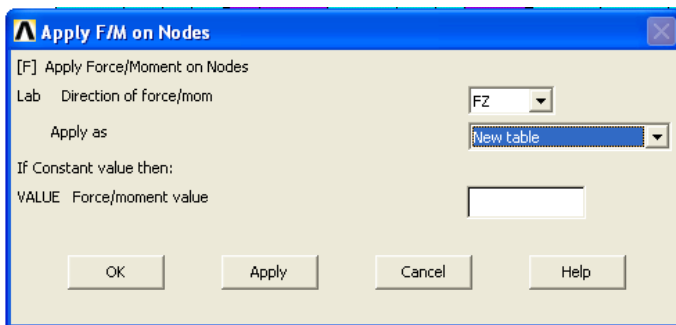 Apply F/M on Nodes
[F] Apply Force/Moment on Nodes
Lab Direction of force/mom FZ
Apply as New table
If Constant value then:
VALUE Force/moment value
OK Apply Cancel Help